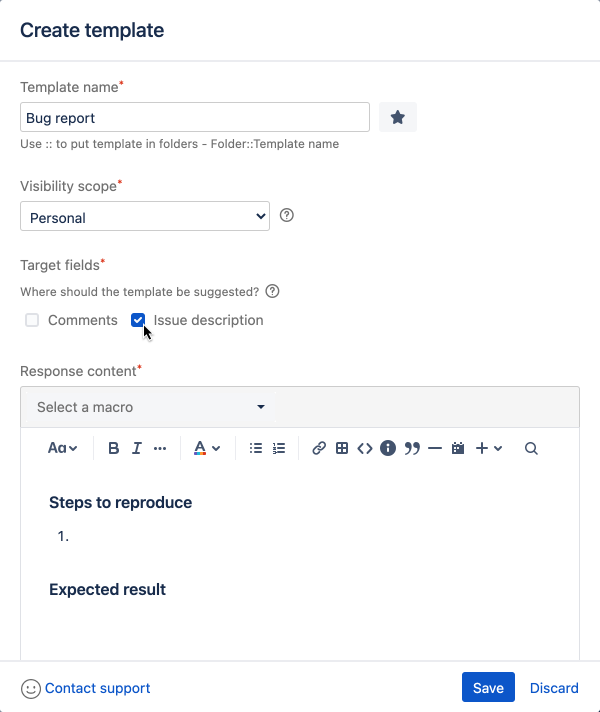 Create template
Template name*
Bug report
Use :: to put template in folders - Folder::Template name
Visibility scope*
Personal
Target fields*
Where should the template be suggested?
Comments Issue description
Response content*
Select a macro
Aa B I A
Steps to reproduce
1.
Expected result
Contact support Save Discard